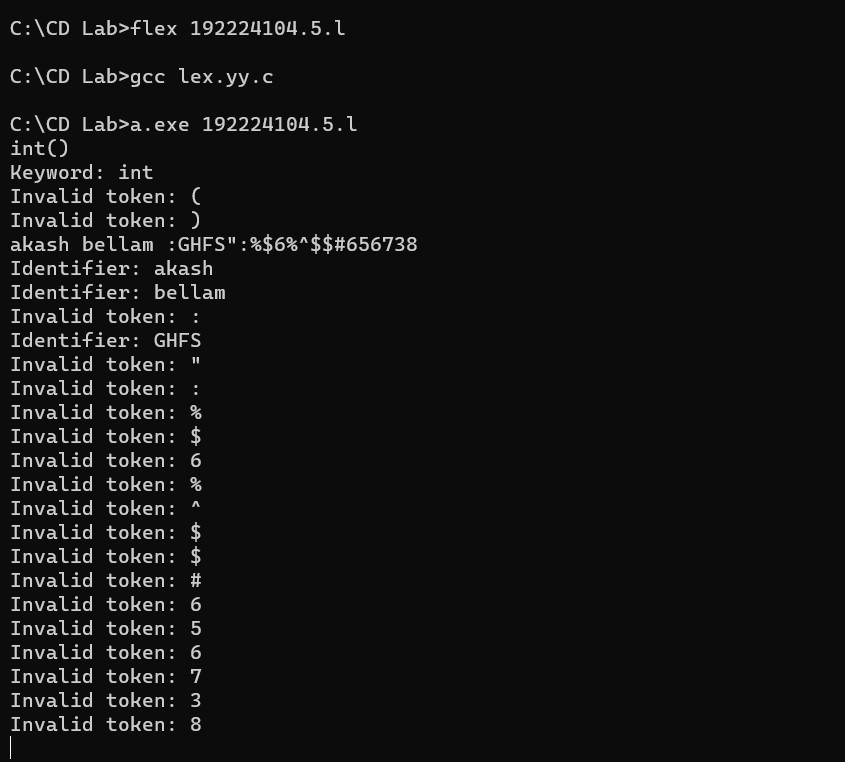 C:\CD Lab>flex 192224104.5.l
C:\CD Lab>gcc lex.yy.c
C:\CD Lab>a.exe 192224104.5.l
int()
Keyword: int
Invalid token: (
Invalid token: )
akash bellam :GHFS":%$6%^$$#656738
Identifier: akash
Identifier: bellam
Invalid token: :
Identifier: GHFS
Invalid token: "
Invalid token: :
Invalid token: %
Invalid token: $
Invalid token: 6
Invalid token: %
Invalid token: ^
Invalid token: $
Invalid token: $
Invalid token: #
Invalid token: 6
Invalid token: 5
Invalid token: 6
Invalid token: 7
Invalid token: 3
Invalid token: 8